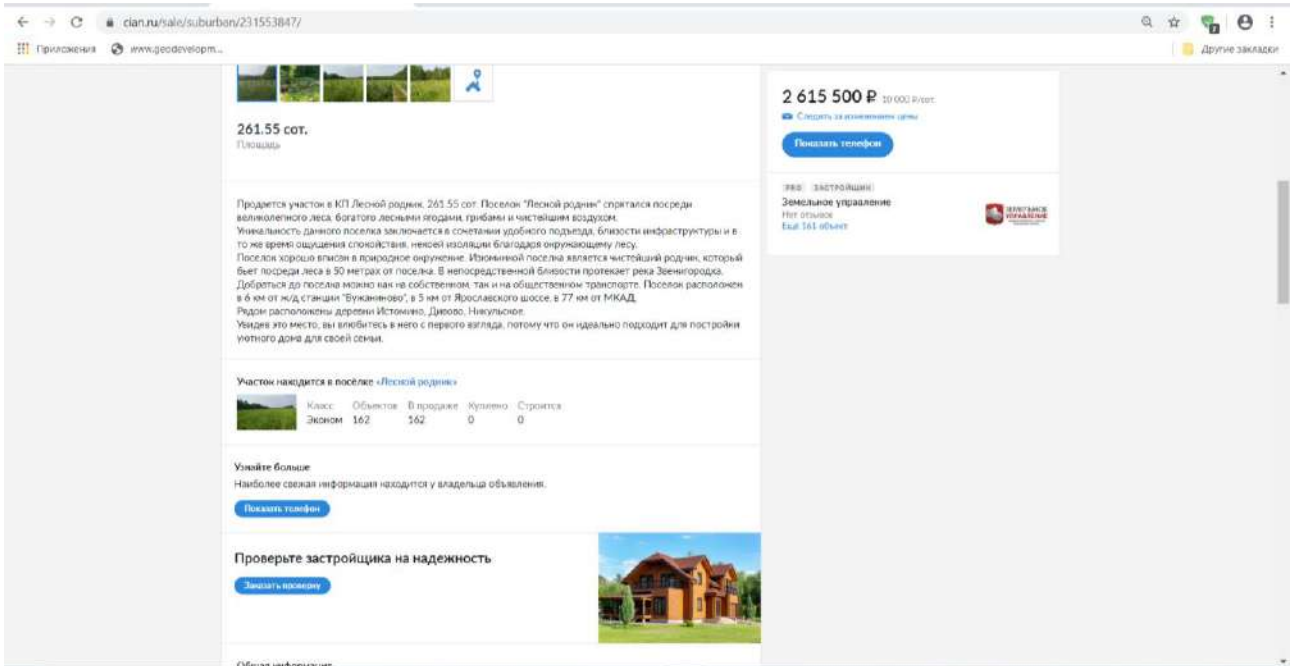 cian.ru/sale/suburban/231553847/
Приложения www.geodevelopm...
Другие закладки
261.55 сот.
Площадь
Продается участок в КП Лесной родник, 261.55 сот. Поселок "Лесной родник" спрятался посреди
великолепного леса, богатого лесными ягодами, грибами и чистейшим воздухом.
Уникальность данного поселка заключается в сочетании удобного подъезда, близости инфраструктуры и в
то же время ощущения спокойствия, некоей изоляции благодаря окружающему лесу.
Поселок хорошо вписан в природное окружение. Изюминкой поселка является чистейший родник, который
бьет посреди леса в 50 метрах от поселка. В непосредственной близости протекает река Звенигородка.
Добраться до поселка можно как на собственном, так и на общественном транспорте. Поселок расположен
в 6 км от ж/д станции "Бужаниново", в 5 км от Ярославского шоссе, в 77 км от МКАД.
Рядом расположены деревни Истомино, Дивово, Никульское.
Увидев это место, вы влюбитесь в него с первого взгляда, потому что он идеально подходит для постройки
уютного дома для своей семьи.
Участок находится в посёлке «Лесной родник»
Класс Объектов В продаже Куплено Строится
Эконом 162 162 0 0
Узнайте больше
Наиболее свежая информация находится у владельца объявления.
Показать телефон
Проверьте застройщика на надежность
Заказать проверку
Общая информация
2 615 500 ₽ 10 000 ₽/сот.
Следить за изменением цены
Показать телефон
PRO ЗАСТРОЙЩИК
Земельное управление
Нет отзывов
Ещё 161 объект
ЗЕМЕЛЬНОЕ
УПРАВЛЕНИЕ